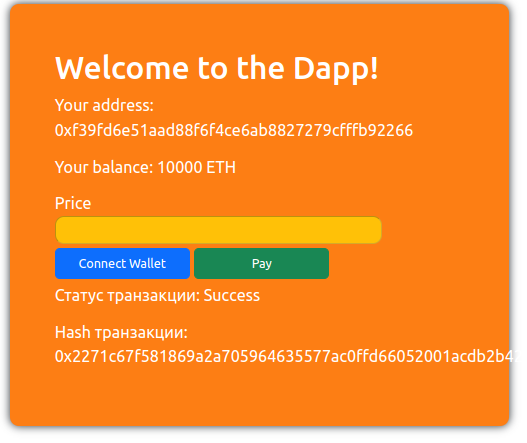 Welcome to the Dapp!
Your address:
0xf39fd6e51aad88f6f4ce6ab8827279cfffb92266
Your balance: 10000 ETH
Price
Connect Wallet
Pay
Статус транзакции: Success
Hash транзакции:
0x2271c67f581869a2a705964635577ac0ffd66052001acdb2b4